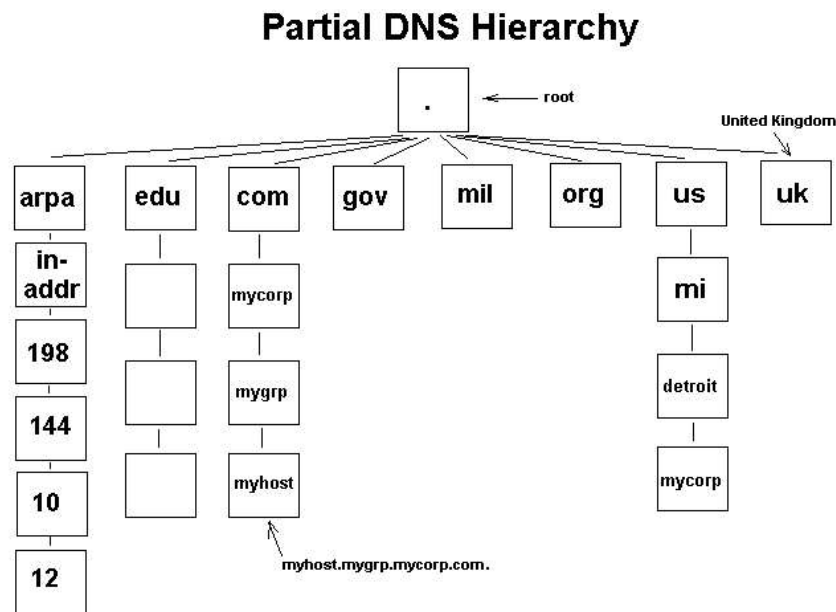 Partial DNS Hierarchy
.
root
United Kingdom
arpa
edu
com
gov
mil
org
us
uk
in-
addr
mycorp
mi
198
mygrp
detroit
144
myhost
mycorp
10
myhost.mygrp.mycorp.com.
12